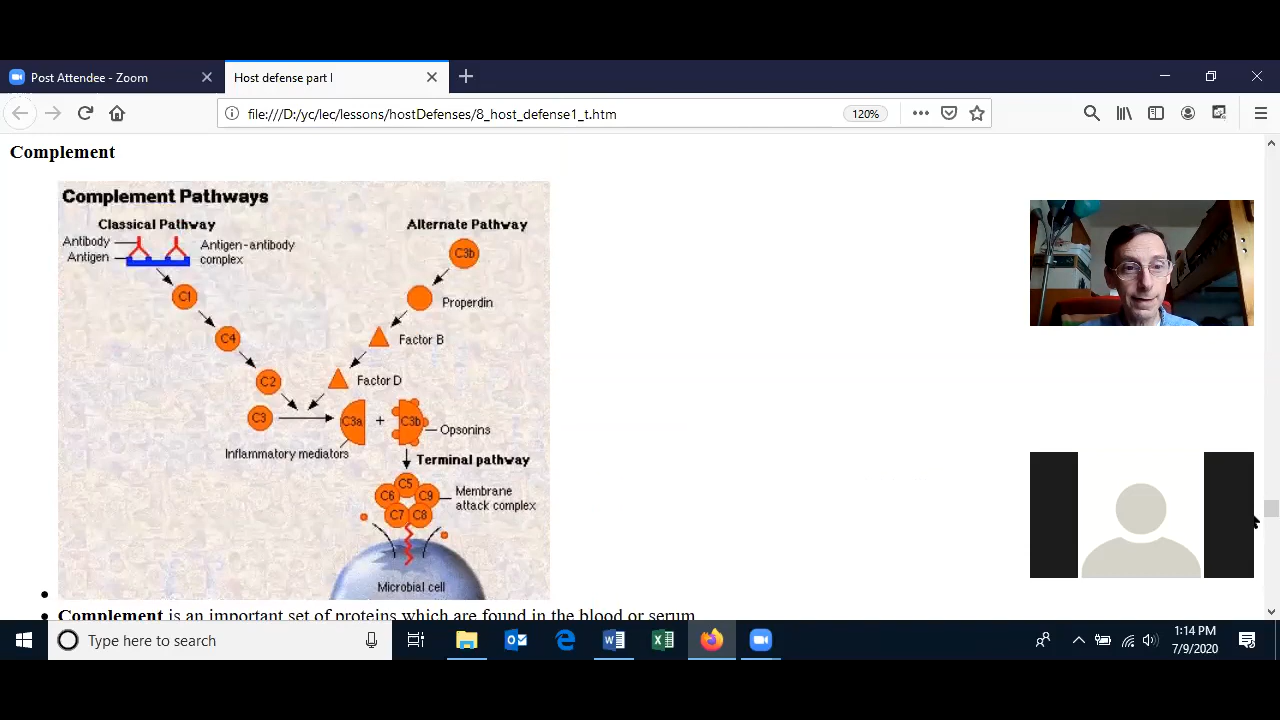 Post Attendee - Zoom
Host defense part I
file:///D:/yc/lec/lessons/hostDefenses/8_host_defense1_t.htm
120%
Complement
Complement Pathways
Classical Pathway
Alternate Pathway
Antibody
Antigen
Antigen-antibody
complex
C3b
C1
Properdin
C4
Factor B
C2
Factor D
C3
C3a
+
C3b
Opsonins
Inflammatory mediators
Terminal pathway
C5
C6
C9
C7
C8
Membrane
attack complex
Microbial cell
Complement is an important set of proteins which are found in the blood or serum
Type here to search
1:14 PM
7/9/2020